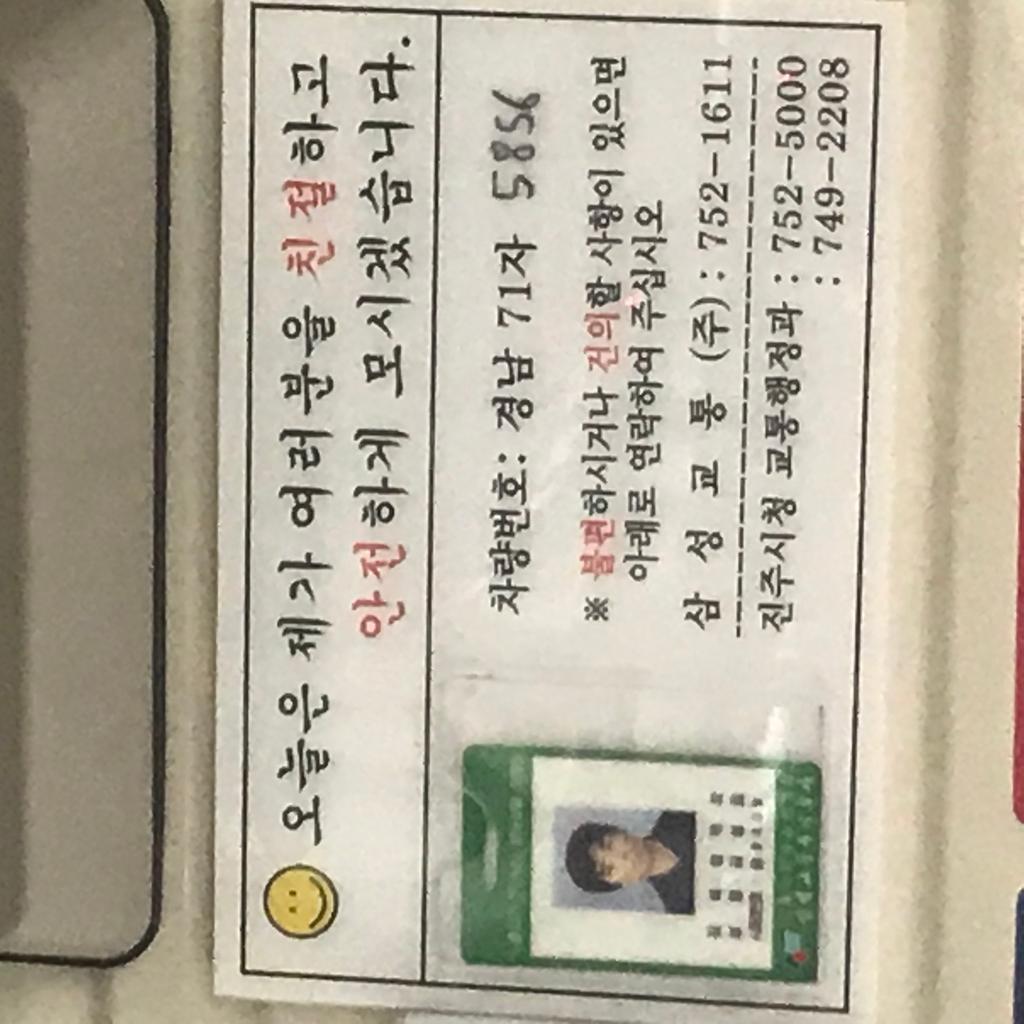 오늘은 제가 여러분을 친절하고
안전하게 모시겠습니다.
차량번호: 경남 71자 5856
※ 불편하시거나 건의할 사항이 있으면
아래로 연락하여 주십시오
삼 성 교 통 (주) : 752-1611
진주시청 교통행정과 : 752-5000
: 749-2208